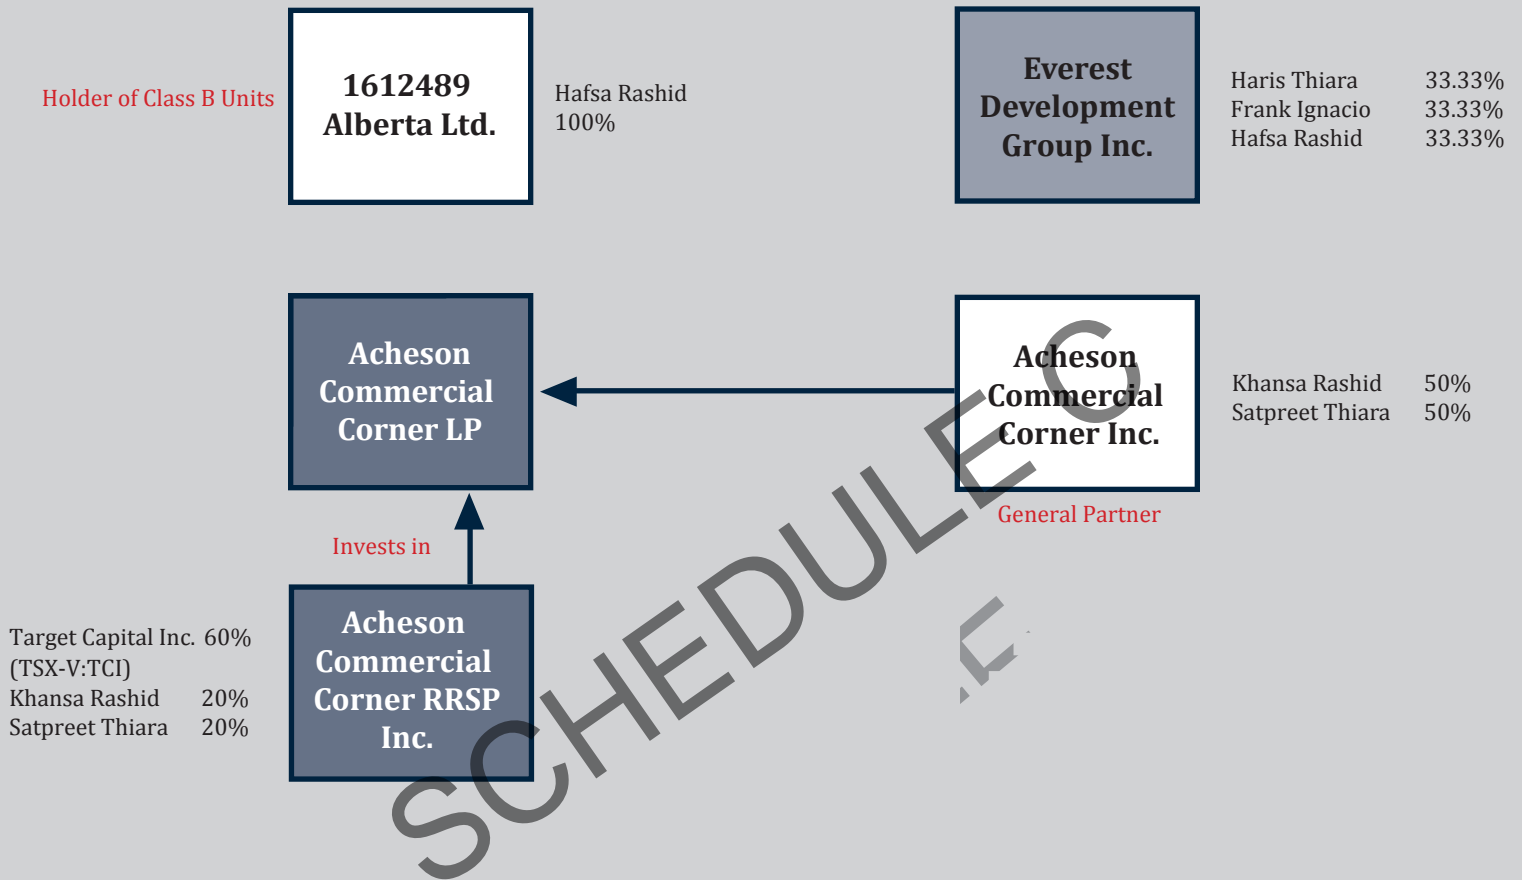 Holder of Class B Units
1612489
Alberta Ltd.
Hafsa Rashid
100%
Everest
Development
Group Inc.
Haris Thiara 33.33%
Frank Ignacio 33.33%
Hafsa Rashid 33.33%
Acheson
Commercial
Corner LP
Acheson
Commercial
Corner Inc.
Khansa Rashid 50%
Satpreet Thiara 50%
General Partner
Invests in
Target Capital Inc. 60%
(TSX-V:TCI)
Khansa Rashid 20%
Satpreet Thiara 20%
Acheson
Commercial
Corner RRSP
Inc.
SCHEDULE C